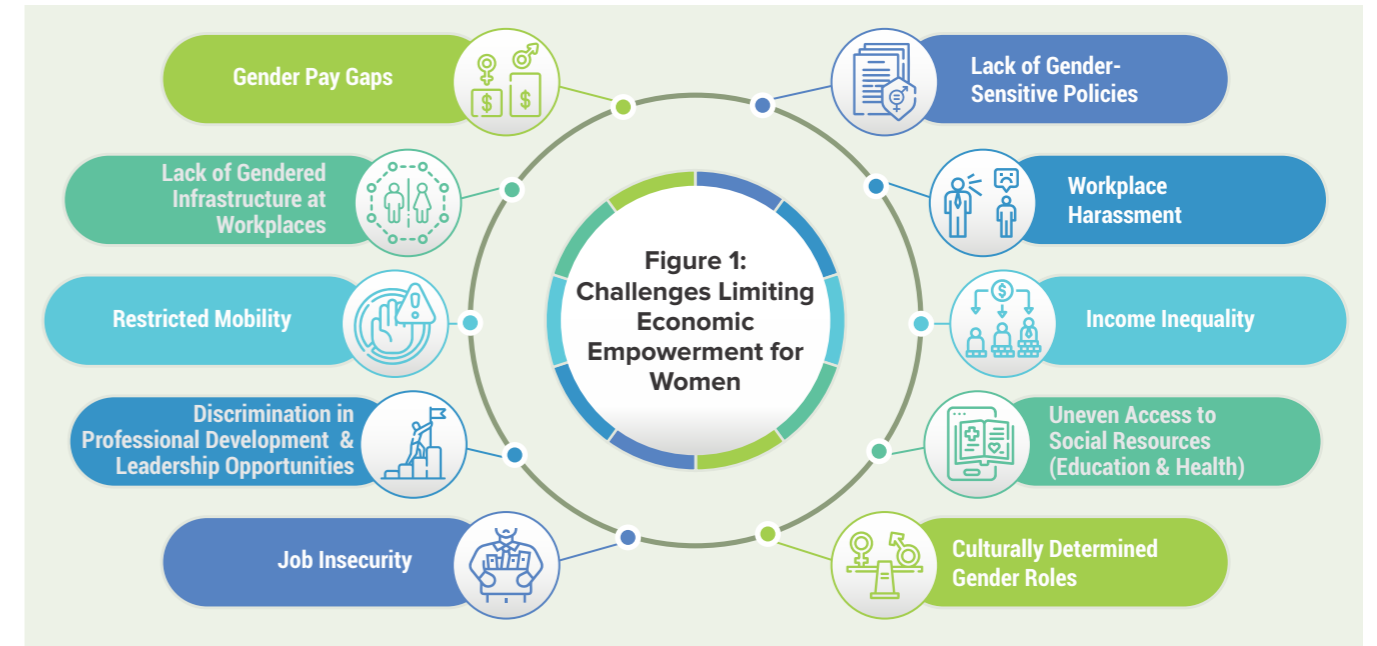 Gender Pay Gaps
Lack of Gendered
Infrastructure at
Workplaces
Restricted Mobility
Discrimination in
Professional Development &
Leadership Opportunities
Job Insecurity
Figure 1:
Challenges Limiting
Economic
Empowerment for
Women
Lack of Gender-
Sensitive Policies
Workplace
Harassment
Income Inequality
Uneven Access to
Social Resources
(Education & Health)
Culturally Determined
Gender Roles